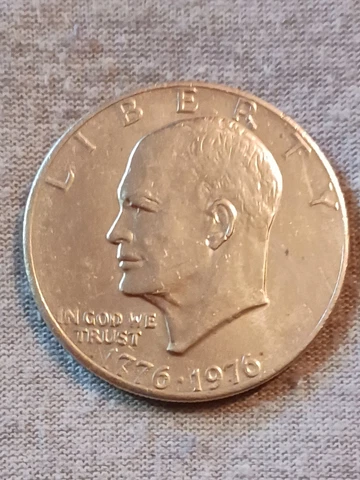 LIBERTY
IN GOD WE
TRUST
1776·1976